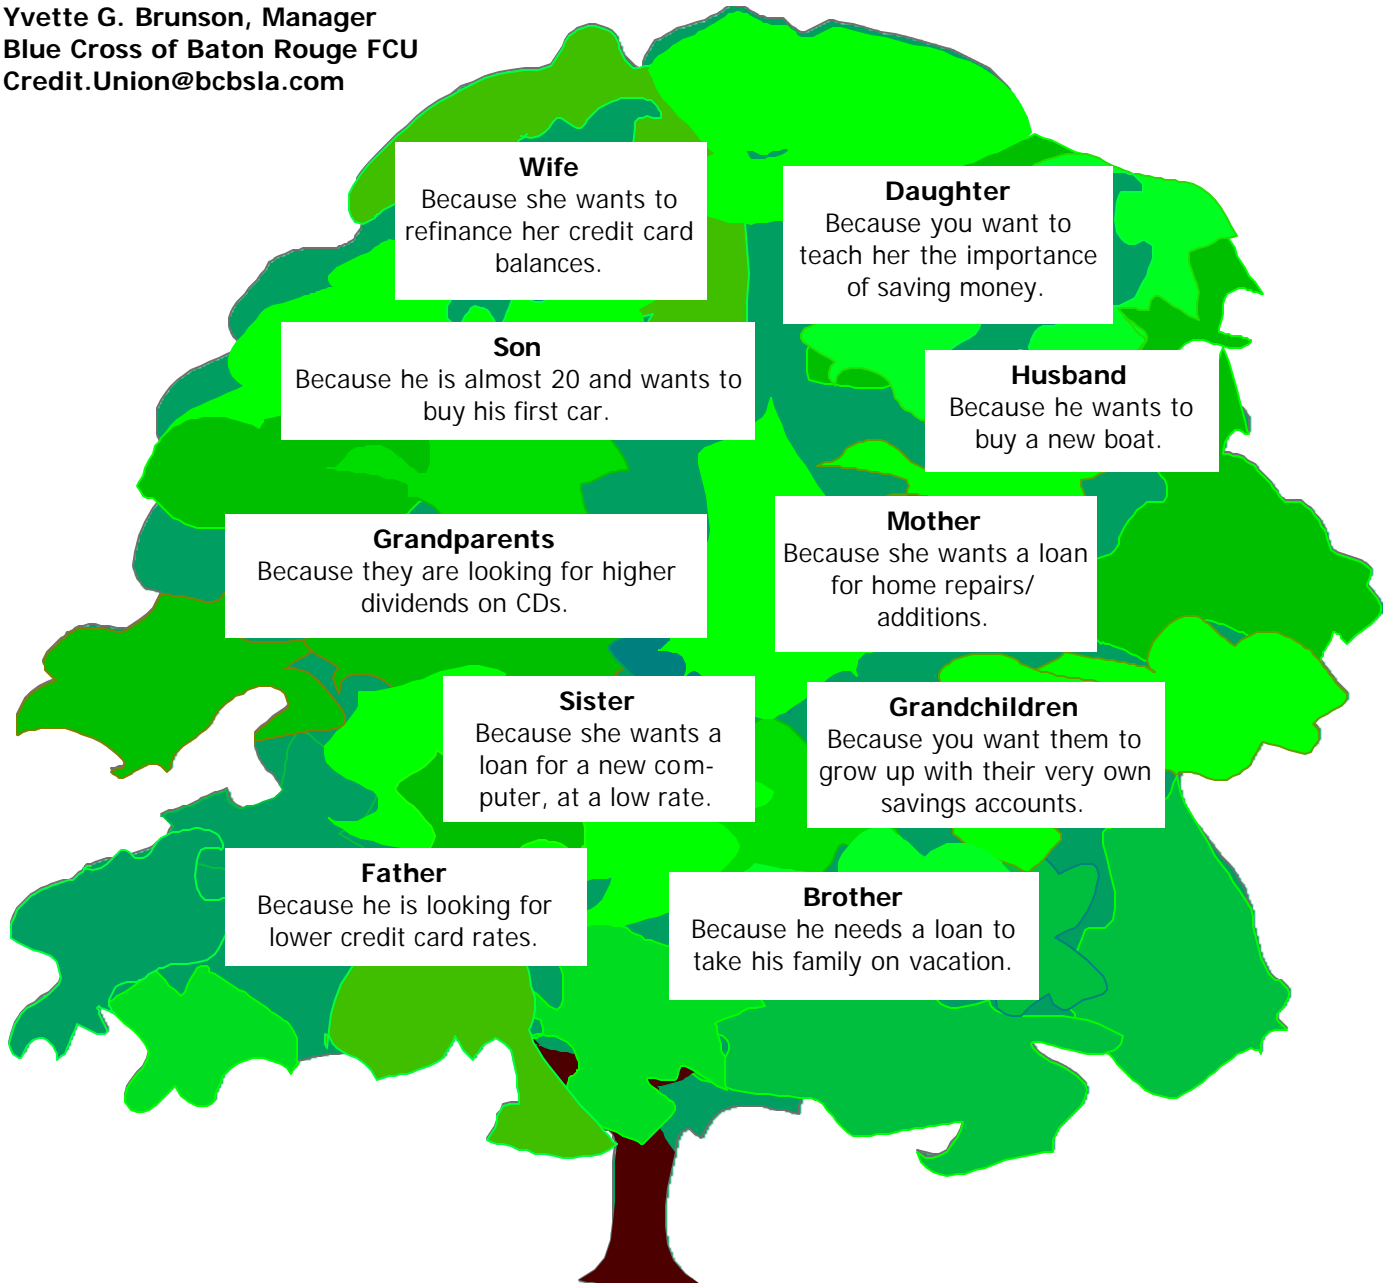 Yvette G. Brunson, Manager
Blue Cross of Baton Rouge FCU
Credit.Union@bcbsla.com
Wife
Because she wants to
refinance her credit card
balances.
Daughter
Because you want to
teach her the importance
of saving money.
Son
Because he is almost 20 and wants to
buy his first car.
Husband
Because he wants to
buy a new boat.
Grandparents
Because they are looking for higher
dividends on CDs.
Mother
Because she wants a loan
for home repairs/
additions.
Sister
Because she wants a
loan for a new com-
puter, at a low rate.
Grandchildren
Because you want them to
grow up with their very own
savings accounts.
Father
Because he is looking for
lower credit card rates.
Brother
Because he needs a loan to
take his family on vacation.